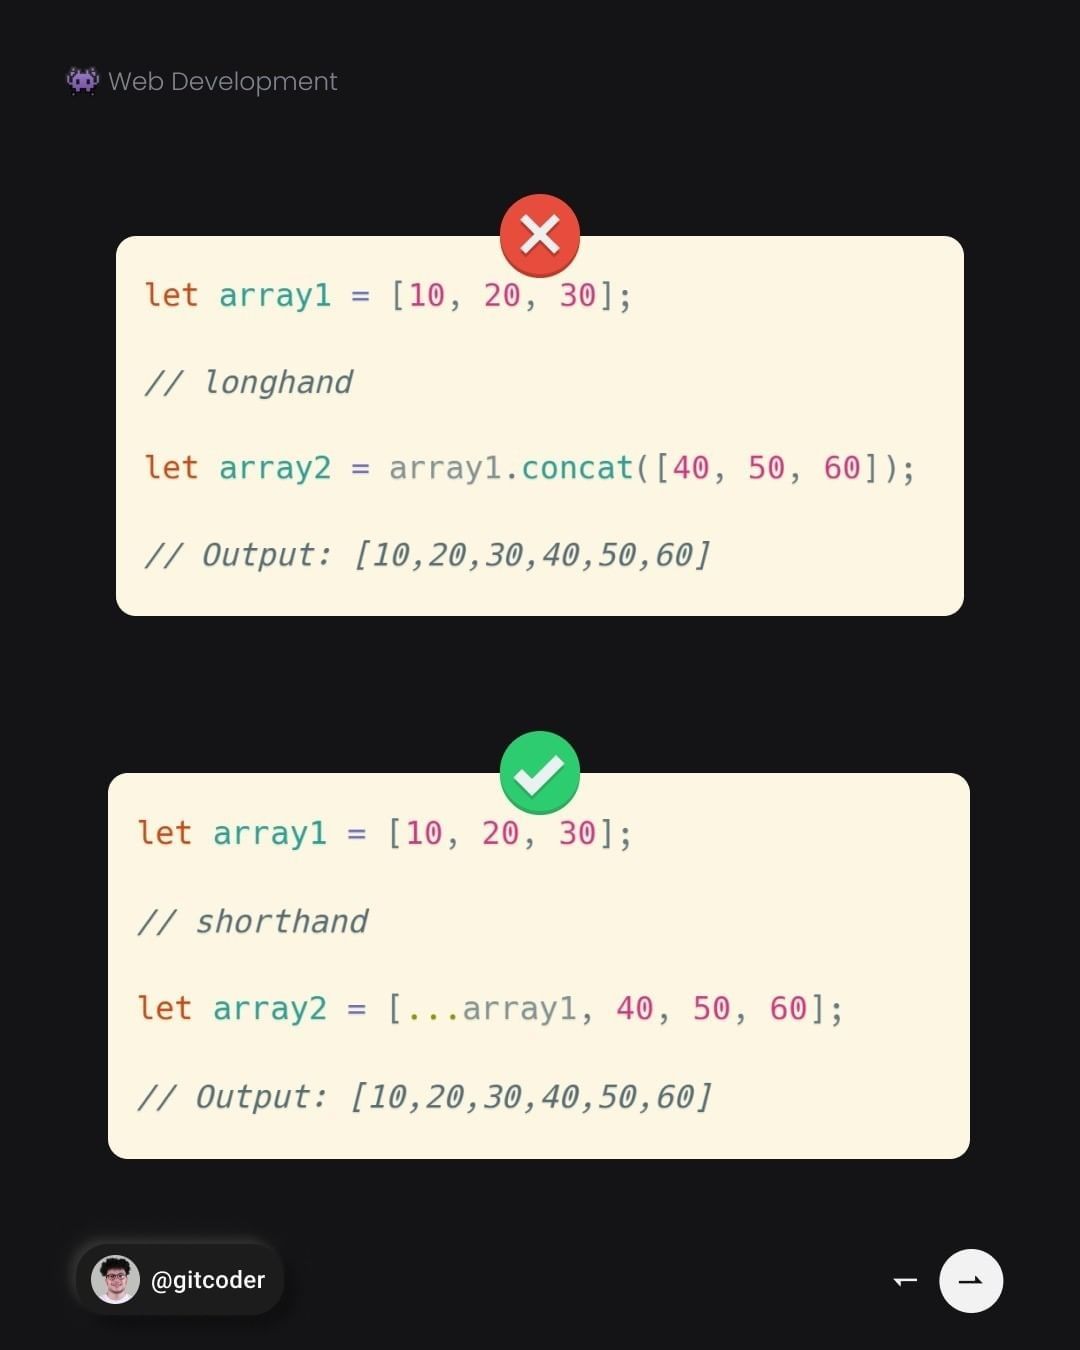 Web Development
let array1 = [10, 20, 30];
// longhand
let array2 = array1.concat([40, 50, 60]);
// Output: [10,20,30,40,50,60]
let array1 = [10, 20, 30];
// shorthand
let array2 = [...array1, 40, 50, 60];
// Output: [10,20,30,40,50,60]
@gitcoder